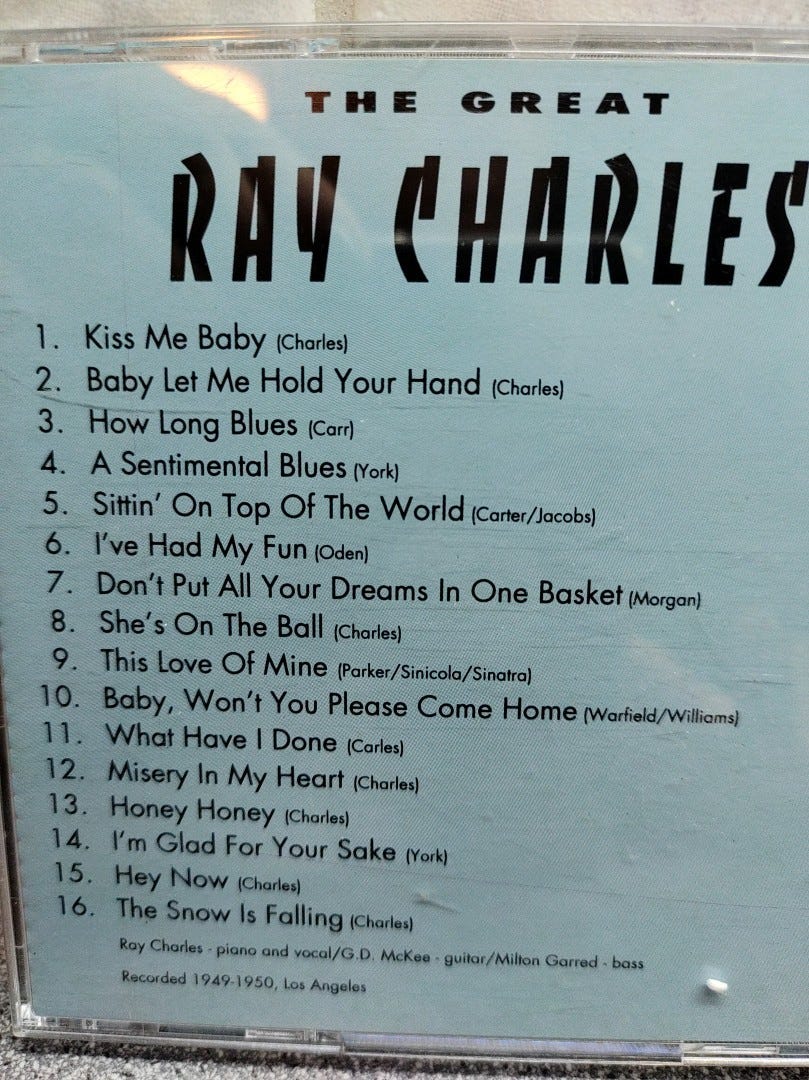 THE GREAT
RAY CHARLES
1. Kiss Me Baby (Charles)
2. Baby Let Me Hold Your Hand (Charles)
3. How Long Blues (Carr)
4. A Sentimental Blues (York)
5. Sittin' On Top Of The World (Carter/Jacobs)
6. I've Had My Fun (Oden)
7. Don't Put All Your Dreams In One Basket (Morgan)
8. She's On The Ball (Charles)
9. This Love Of Mine (Parker/Sinicola/Sinatra)
10. Baby, Won't You Please Come Home (Warfield/Williams)
11. What Have I Done (Carles)
12. Misery In My Heart (Charles)
13. Honey Honey (Charles)
14. I'm Glad For Your Sake (York)
15. Hey Now (Charles)
16. The Snow Is Falling (Charles)
Ray Charles - piano and vocal/G.D. McKee - guitar/Milton Garred - bass
Recorded 1949-1950, Los Angeles